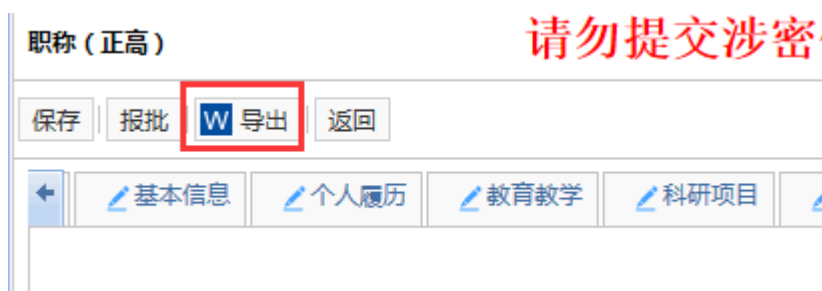 职称（正高）
请勿提交涉密
保存 报批 W 导出 返回
基本信息 个人履历 教育教学 科研项目